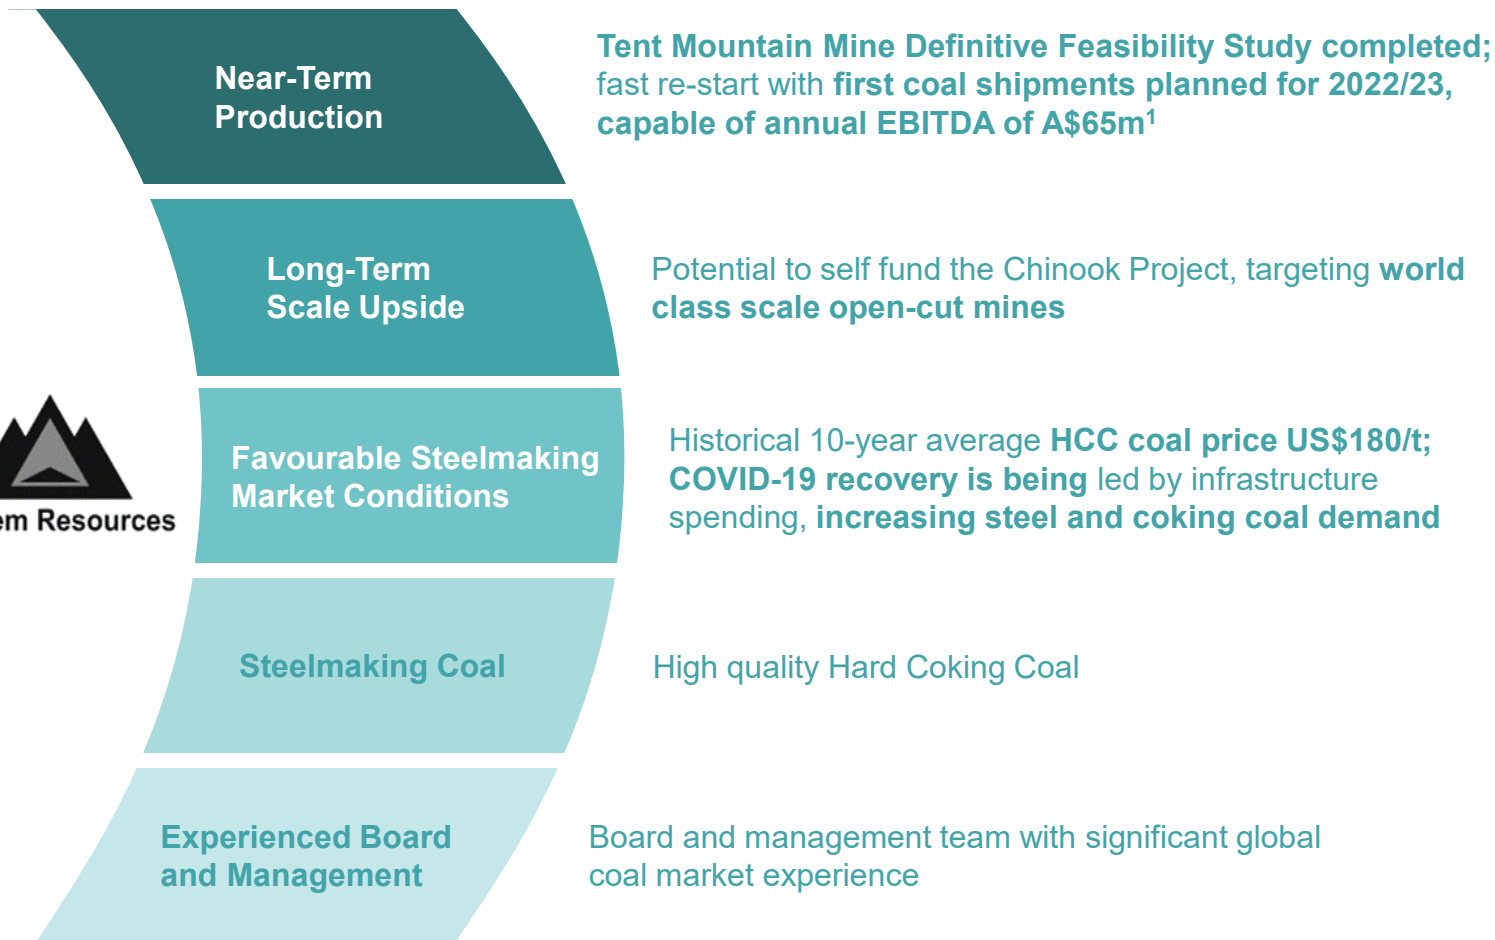 Near-Term
Production
Tent Mountain Mine Definitive Feasibility Study completed;
fast re-start with first coal shipments planned for 2022/23,
capable of annual EBITDA of A$65m¹
Long-Term
Scale Upside
Potential to self fund the Chinook Project, targeting world
class scale open-cut mines
Favourable Steelmaking
Market Conditions
Historical 10-year average HCC coal price US$180/t;
COVID-19 recovery is being led by infrastructure
spending, increasing steel and coking coal demand
Resources
Steelmaking Coal
High quality Hard Coking Coal
Experienced Board
and Management
Board and management team with significant global
coal market experience